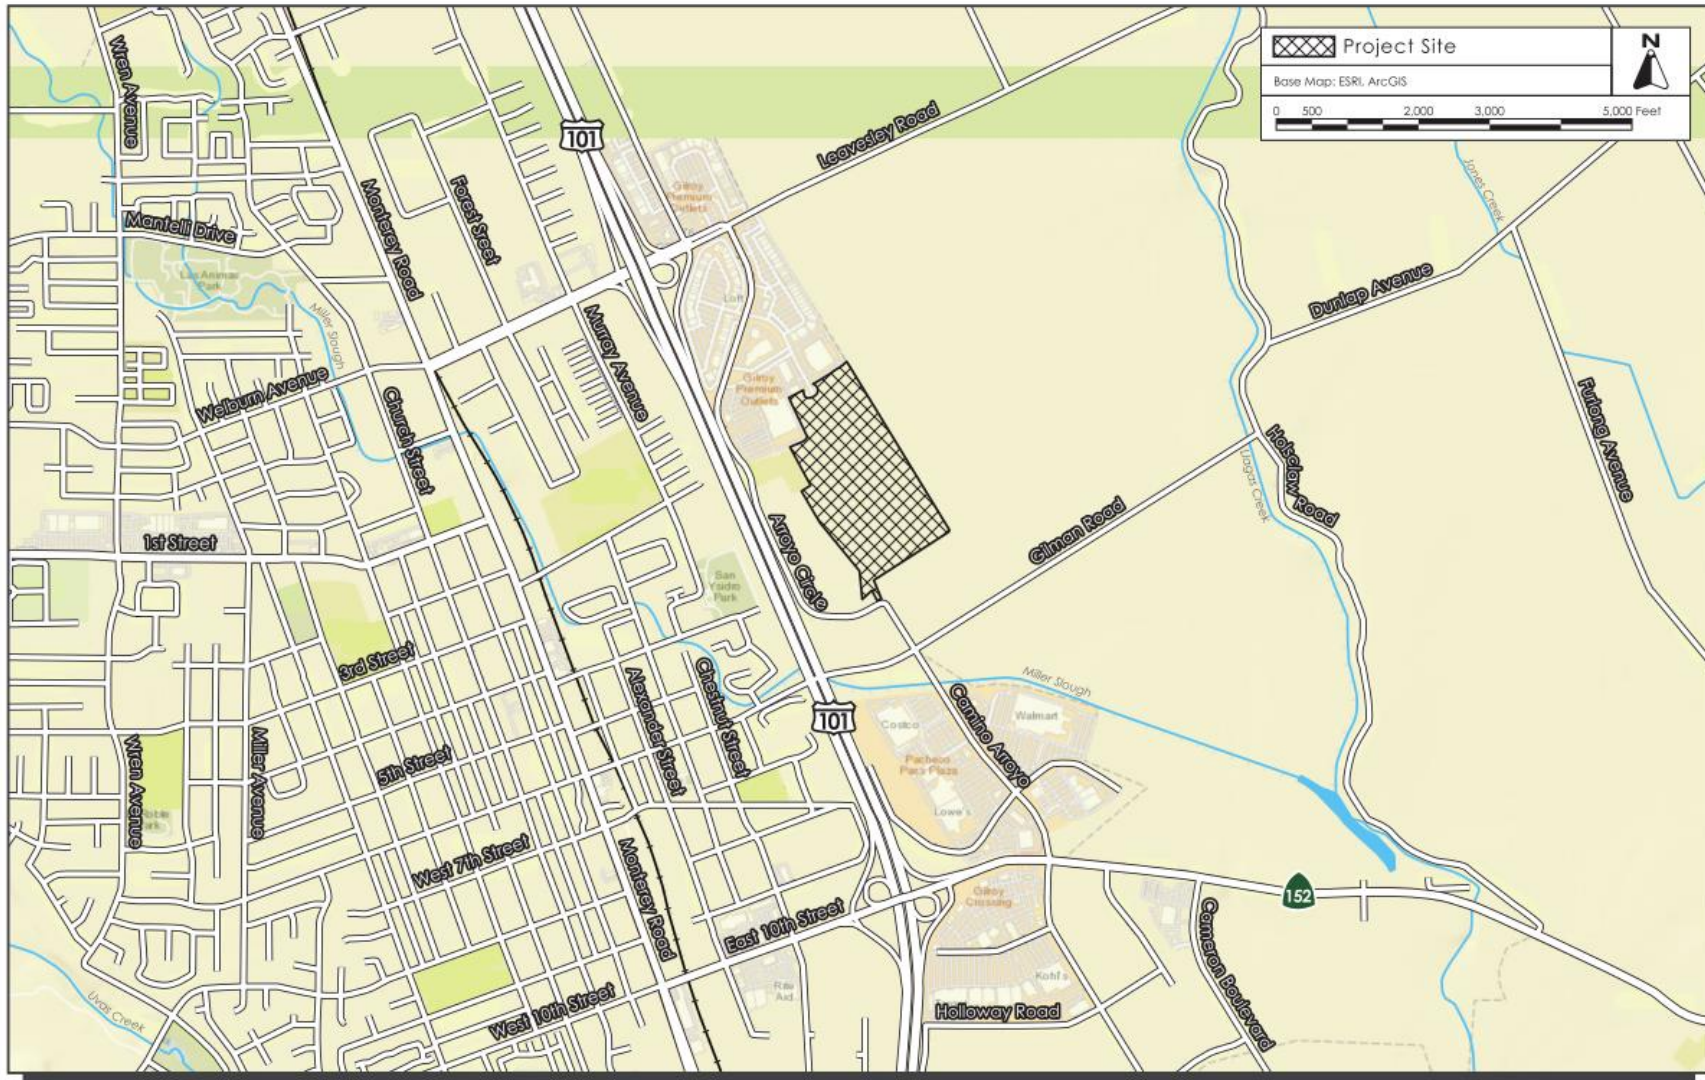 Project Site
N
Base Map: ESRI, ArcGIS
0 500 2,000 3,000 5,000 Feet
Wren Avenue
101
Leavesley Road
Jones Creek
Gilroy
Premium
Outlets
Monterey Road
Forest Street
Mantelli Drive
Las Animas
Park
Miller Slough
Loft
Dunlap Avenue
Murray Avenue
Welburn Avenue
Church Street
Gilroy
Premium
Outlets
Furlong Avenue
Holsclaw Road
Llagas Creek
1st Street
Gilman Road
Arroyo Circle
San
Ysidro
Park
3rd Street
Alexander Street
Chestnut Street
Miller Slough
101
Camino Arroyo
Costco
Walmart
Pacheco
Pass Plaza
Lowe's
5th Street
Wren Avenue
Miller Avenue
West 7th Street
Monterey Road
152
Gilroy
Crossing
East 10th Street
Cameron Boulevard
Kohl's
Rite
Aid
Holloway Road
West 10th Street
Uvas Creek